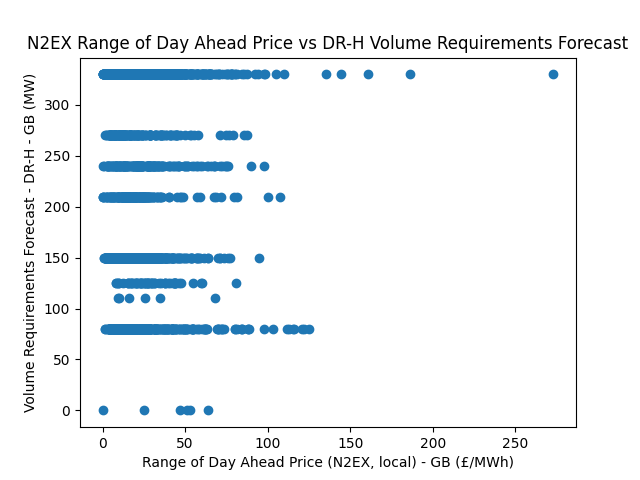 N2EX Range of Day Ahead Price vs DR-H Volume Requirements Forecast
Volume Requirements Forecast - DR-H - GB (MW)
300
250
200
150
100
50
0
0 50 100 150 200 250
Range of Day Ahead Price (N2EX, local) - GB (£/MWh)